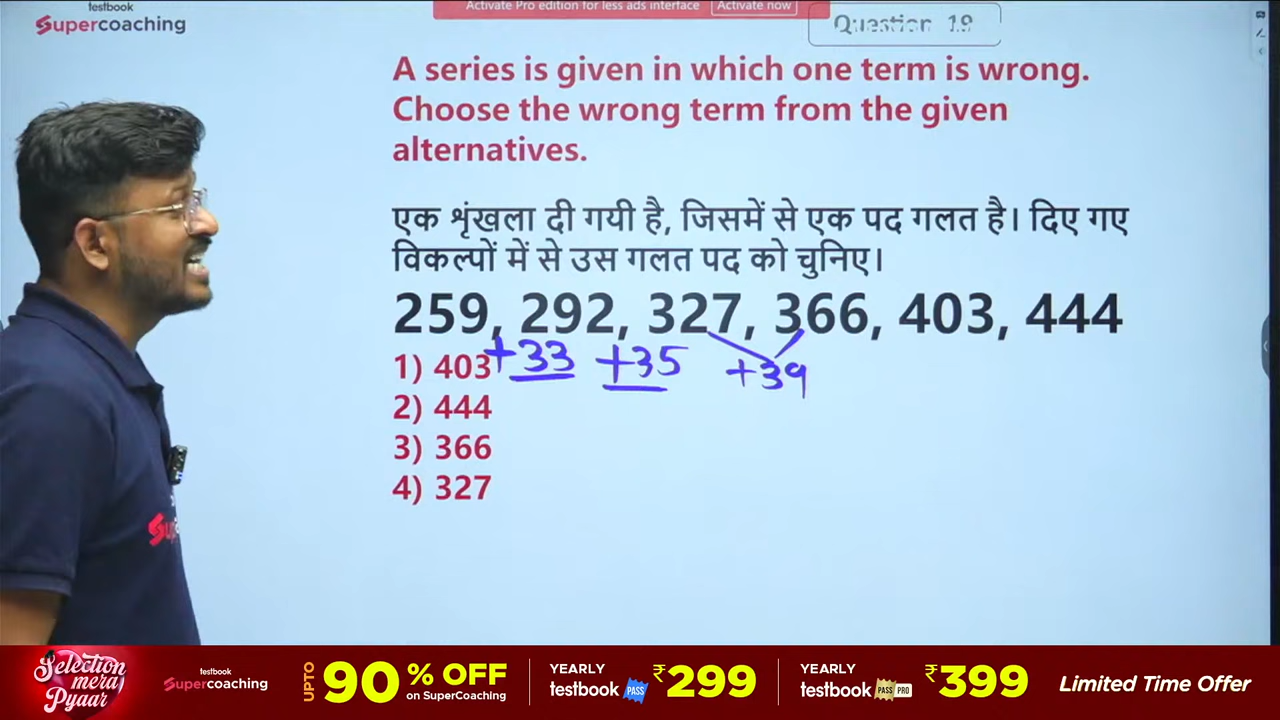 testbook
Supercoaching
Activate Pro edition for less ads interface Activate now
Question 19
A series is given in which one term is wrong.
Choose the wrong term from the given
alternatives.
एक शृंखला दी गयी है, जिसमें से एक पद गलत है। दिए गए
विकल्पों में से उस गलत पद को चुनिए।
259, 292, 327, 366, 403, 444
+33 +35 +39
1) 403
2) 444
3) 366
4) 327
Su
Selection
mera
Pyaar
testbook
Supercoaching
UPTO 90% OFF
on SuperCoaching
YEARLY
testbook PASS
₹299
YEARLY
testbook PASS PRO
₹399
Limited Time Offer